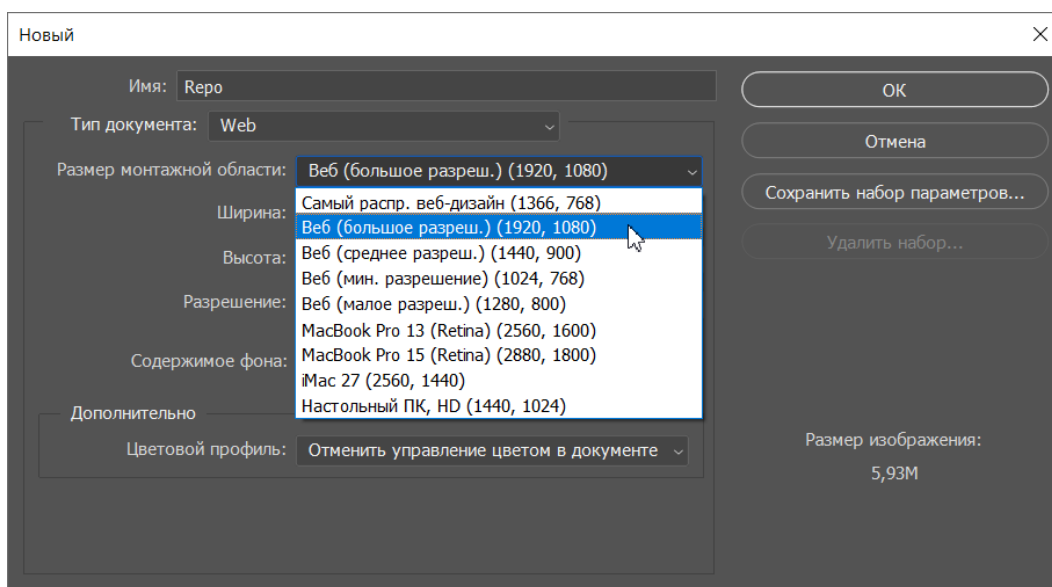 Новый
Имя: Repo
Тип документа: Web
Размер монтажной области: Веб (большое разреш.) (1920, 1080)
Ширина:
Высота:
Разрешение:
Содержимое фона:
Самый распр. веб-дизайн (1366, 768)
Веб (большое разреш.) (1920, 1080)
Веб (среднее разреш.) (1440, 900)
Веб (мин. разрешение) (1024, 768)
Веб (малое разреш.) (1280, 800)
MacBook Pro 13 (Retina) (2560, 1600)
MacBook Pro 15 (Retina) (2880, 1800)
iMac 27 (2560, 1440)
Настольный ПК, HD (1440, 1024)
Дополнительно
Цветовой профиль: Отменить управление цветом в документе
ОК
Отмена
Сохранить набор параметров...
Удалить набор...
Размер изображения:
5,93M